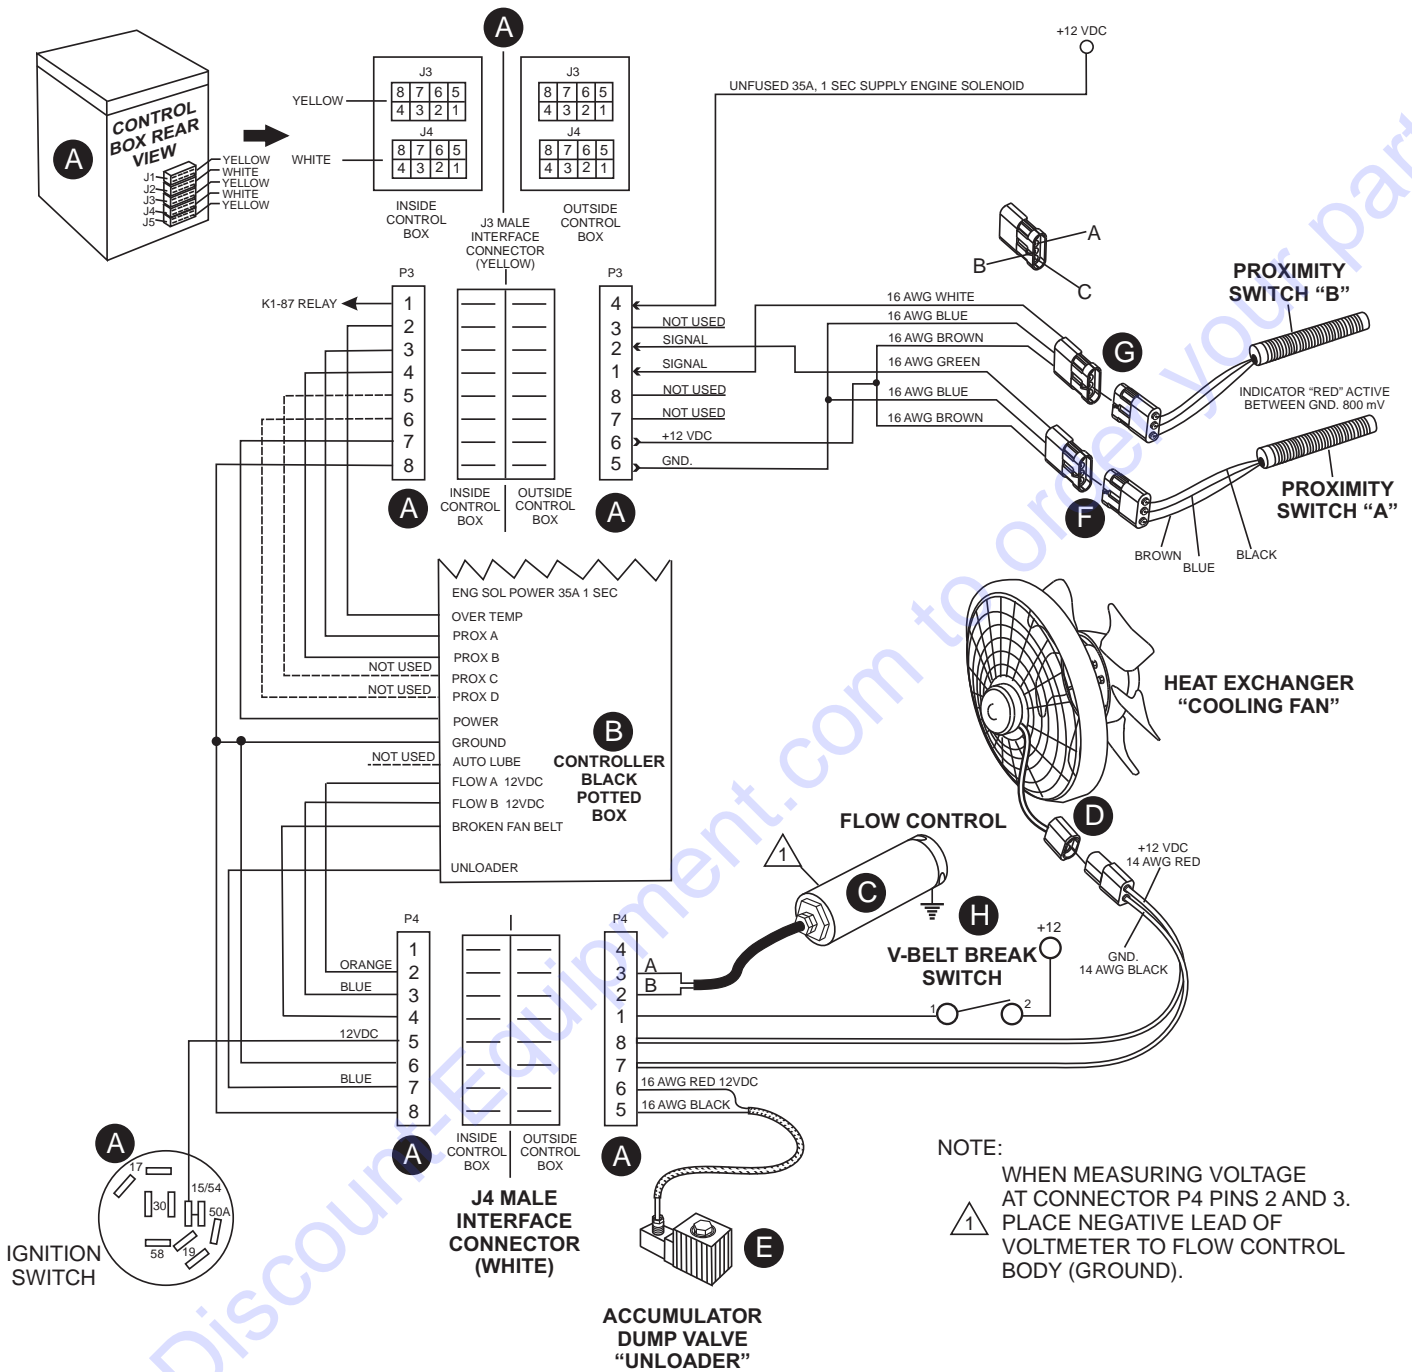 A
+12 VDC
UNFUSED 35A, 1 SEC SUPPLY ENGINE SOLENOID
CONTROL
BOX REAR
VIEW
A
J1
J2
J3
J4
J5
YELLOW
WHITE
YELLOW
WHITE
YELLOW
YELLOW
WHITE
J3
8 7 6 5
4 3 2 1
J4
8 7 6 5
4 3 2 1
INSIDE
CONTROL
BOX
J3
8 7 6 5
4 3 2 1
J4
8 7 6 5
4 3 2 1
OUTSIDE
CONTROL
BOX
J3 MALE
INTERFACE
CONNECTOR
(YELLOW)
P3
K1-87 RELAY
1
2
3
4
5
6
7
8
A
INSIDE
CONTROL
BOX
OUTSIDE
CONTROL
BOX
P3
4
3 NOT USED
2 SIGNAL
1 SIGNAL
8 NOT USED
7 NOT USED
6 +12 VDC
5 GND.
A
16 AWG WHITE
16 AWG BLUE
16 AWG BROWN
16 AWG GREEN
16 AWG BLUE
16 AWG BROWN
A
B
C
G
PROXIMITY
SWITCH “B”
INDICATOR “RED” ACTIVE
BETWEEN GND. 800 mV
F
PROXIMITY
SWITCH “A”
BROWN
BLUE
BLACK
ENG SOL POWER 35A 1 SEC
OVER TEMP
PROX A
PROX B
NOT USED
PROX C
NOT USED
PROX D
POWER
GROUND
NOT USED
AUTO LUBE
FLOW A 12VDC
FLOW B 12VDC
BROKEN FAN BELT
UNLOADER
B
CONTROLLER
BLACK
POTTED
BOX
HEAT EXCHANGER
“COOLING FAN”
D
+12 VDC
14 AWG RED
GND.
14 AWG BLACK
FLOW CONTROL
1
C
H
V-BELT BREAK
SWITCH
+12
1
2
P4
1
ORANGE 2
BLUE 3
4
12VDC 5
6
BLUE 7
8
A
INSIDE
CONTROL
BOX
OUTSIDE
CONTROL
BOX
J4 MALE
INTERFACE
CONNECTOR
(WHITE)
P4
4
3 A
2 B
1
8
7
6 16 AWG RED 12VDC
5 16 AWG BLACK
A
E
ACCUMULATOR
DUMP VALVE
“UNLOADER”
A
17
15/54
30
50A
58
19
IGNITION
SWITCH
NOTE:
WHEN MEASURING VOLTAGE
AT CONNECTOR P4 PINS 2 AND 3.
1 PLACE NEGATIVE LEAD OF
VOLTMETER TO FLOW CONTROL
BODY (GROUND).
Discount-Equipment.com to order your part